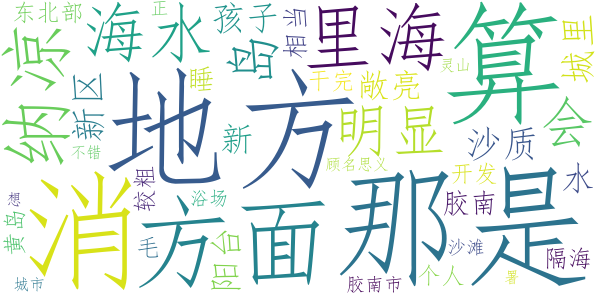 东北部 正 孩子 相当 里 海 算 城里
海水 岛 灵山
纳凉 新区 睡 干完 敞亮 会
地方 明显 沙质
不错 新 顾名思义 开发 水
消 方面 那是
较粗 浴场 胶南
黄岛 想 毛 阳台 沙滩 隔海
城市 胶南市 个人 署